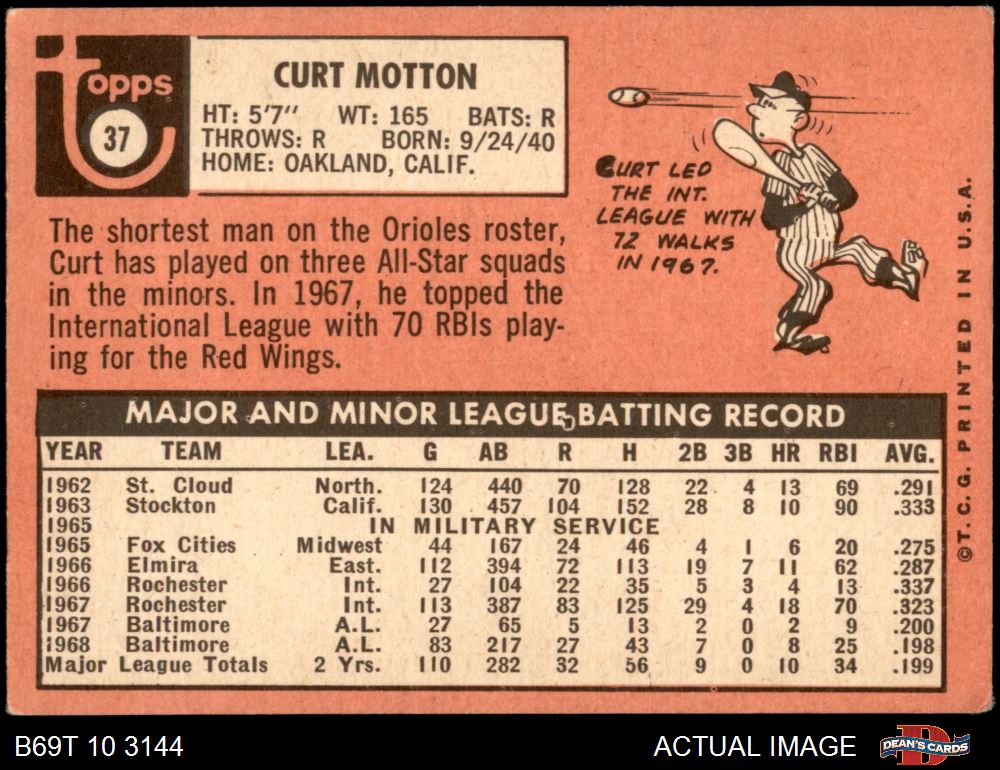 topps
37
CURT MOTTON
HT: 5'7" WT: 165 BATS: R
THROWS: R BORN: 9/24/40
HOME: OAKLAND, CALIF.
The shortest man on the Orioles roster,
Curt has played on three All-Star squads
in the minors. In 1967, he topped the
International League with 70 RBIs play-
ing for the Red Wings.
CURT LED
THE INT.
LEAGUE WITH
72 WALKS
IN 1967.
MAJOR AND MINOR LEAGUE BATTING RECORD
YEAR TEAM LEA. G AB R H 2B 3B HR RBI AVG.
1962 St. Cloud North. 124 440 70 128 22 4 13 69 .291
1963 Stockton Calif. 130 457 104 152 28 8 10 90 .333
1965 IN MILITARY SERVICE
1965 Fox Cities Midwest 44 167 24 46 4 1 6 20 .275
1966 Elmira East. 112 394 72 113 19 7 11 62 .287
1966 Rochester Int. 27 104 22 35 5 3 4 13 .337
1967 Rochester Int. 113 387 83 125 29 4 18 70 .323
1967 Baltimore A.L. 27 65 5 13 2 0 2 9 .200
1968 Baltimore A.L. 83 217 27 43 7 0 8 25 .198
Major League Totals 2 Yrs. 110 282 32 56 9 0 10 34 .199
©T.C.G. PRINTED IN U.S.A.
B69T 10 3144
ACTUAL IMAGE
D
DEAN'S CARDS